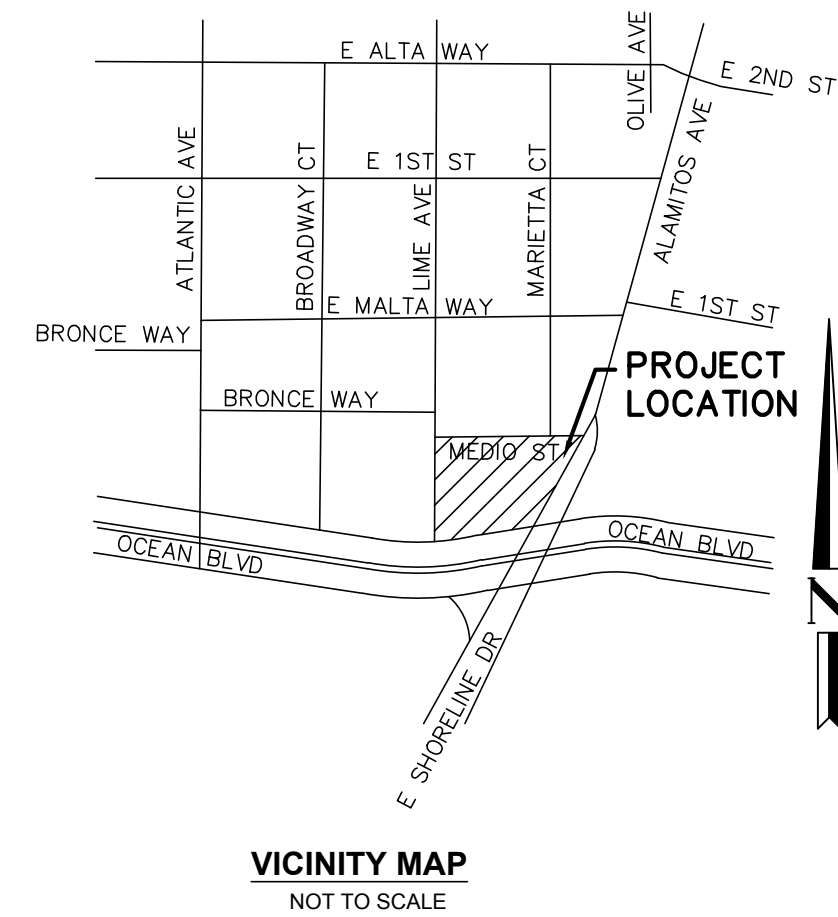 E ALTA WAY
OLIVE AVE
E 2ND ST
ATLANTIC AVE
BROADWAY CT
E 1ST ST
LIME AVE
MARIETTA CT
ALAMITOS AVE
E MALTA WAY
E 1ST ST
BRONCE WAY
PROJECT
LOCATION
BRONCE WAY
MEDIO ST
OCEAN BLVD
OCEAN BLVD
N
E SHORELINE DR
VICINITY MAP
NOT TO SCALE